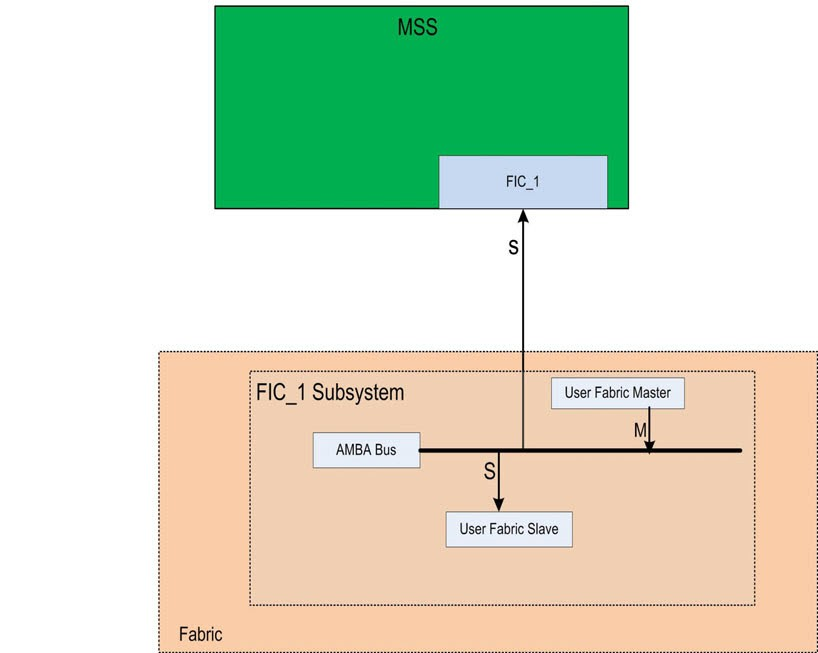 MSS
FIC_1
S
FIC_1 Subsystem
User Fabric Master
M
AMBA Bus
S
User Fabric Slave
Fabric